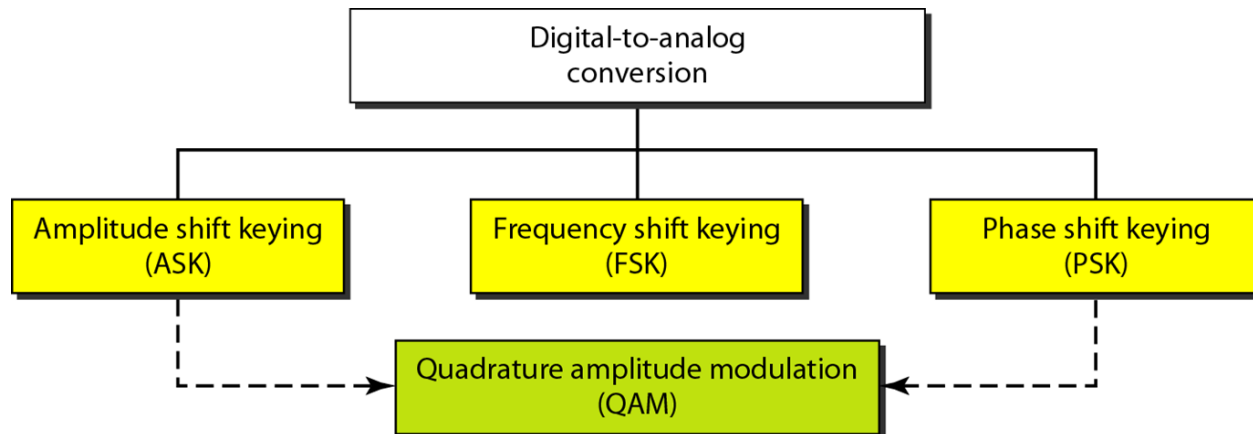 Digital-to-analog
conversion
Amplitude shift keying
(ASK)
Frequency shift keying
(FSK)
Phase shift keying
(PSK)
Quadrature amplitude modulation
(QAM)